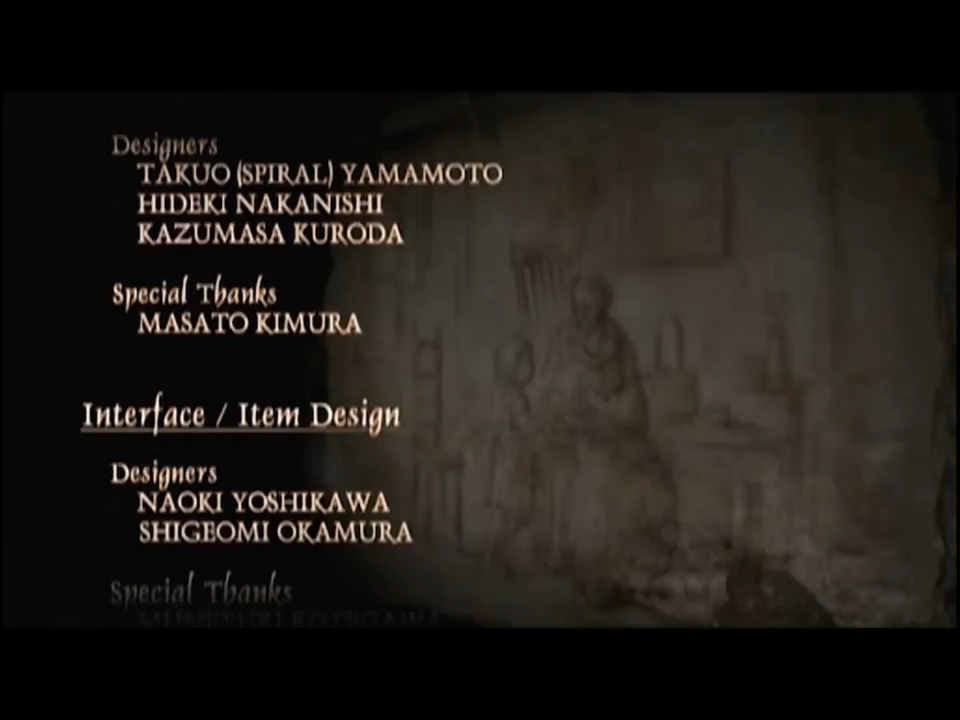 Designers
TAKUO (SPIRAL) YAMAMOTO
HIDEKI NAKANISHI
KAZUMASA KURODA
Special Thanks
MASATO KIMURA
Interface / Item Design
Designers
NAOKI YOSHIKAWA
SHIGEOMI OKAMURA
Special Thanks